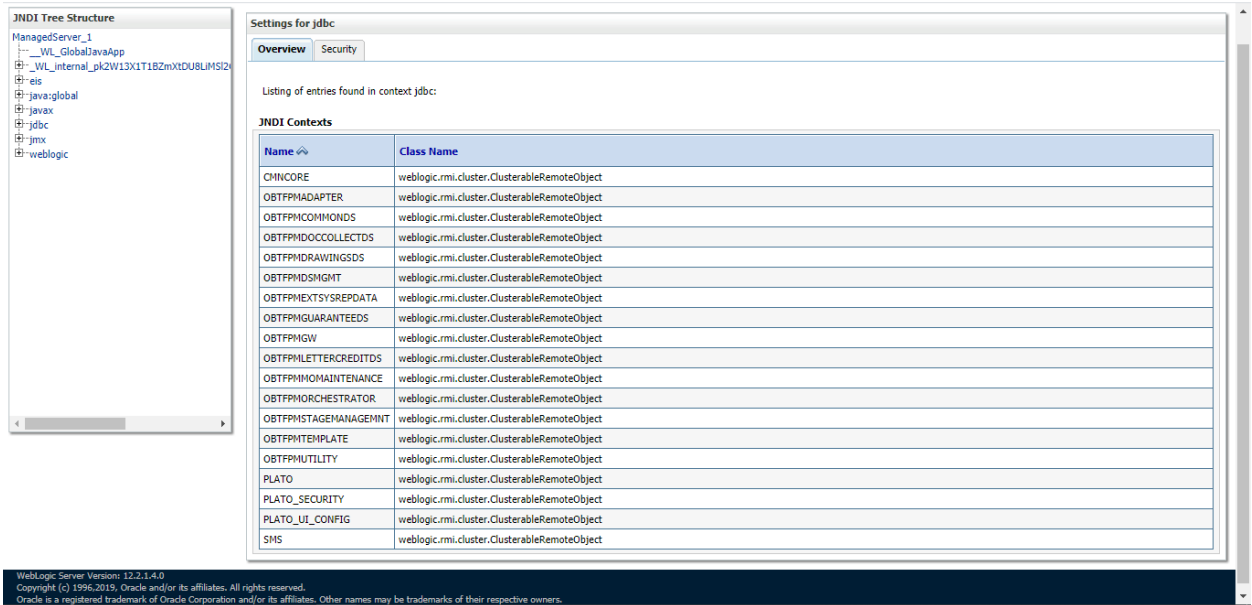 JNDI Tree Structure
ManagedServer_1
__WL_GlobalJavaApp
eis
java:global
javax
jdbc
jmx
weblogic
Settings for jdbc
Overview Security
Listing of entries found in context jdbc:
JNDI Contexts
Name Class Name
CMNCORE weblogic.rmi.cluster.ClusterableRemoteObject
OBTFPMADAPTER weblogic.rmi.cluster.ClusterableRemoteObject
OBTFPMCOMMONDS weblogic.rmi.cluster.ClusterableRemoteObject
OBTFPMDOCCOLLECTDS weblogic.rmi.cluster.ClusterableRemoteObject
OBTFPMDRAWINGSDS weblogic.rmi.cluster.ClusterableRemoteObject
OBTFPMDSMGMT weblogic.rmi.cluster.ClusterableRemoteObject
OBTFPMEXTSYSREPDATA weblogic.rmi.cluster.ClusterableRemoteObject
OBTFPMGUARANTEEDS weblogic.rmi.cluster.ClusterableRemoteObject
OBTFPMGW weblogic.rmi.cluster.ClusterableRemoteObject
OBTFPMLETTERCREDITDS weblogic.rmi.cluster.ClusterableRemoteObject
OBTFPMMOMAINTENANCE weblogic.rmi.cluster.ClusterableRemoteObject
OBTFPMORCHESTRATOR weblogic.rmi.cluster.ClusterableRemoteObject
OBTFPMSTAGEMANAGEMNT weblogic.rmi.cluster.ClusterableRemoteObject
OBTFPMTEMPLATE weblogic.rmi.cluster.ClusterableRemoteObject
OBTFPMUTILITY weblogic.rmi.cluster.ClusterableRemoteObject
PLATO weblogic.rmi.cluster.ClusterableRemoteObject
PLATO_SECURITY weblogic.rmi.cluster.ClusterableRemoteObject
PLATO_UI_CONFIG weblogic.rmi.cluster.ClusterableRemoteObject
SMS weblogic.rmi.cluster.ClusterableRemoteObject
WebLogic Server Version: 12.2.1.4.0
Copyright (c) 1996,2019, Oracle and/or its affiliates. All rights reserved.
Oracle is a registered trademark of Oracle Corporation and/or its affiliates. Other names may be trademarks of their respective owners.